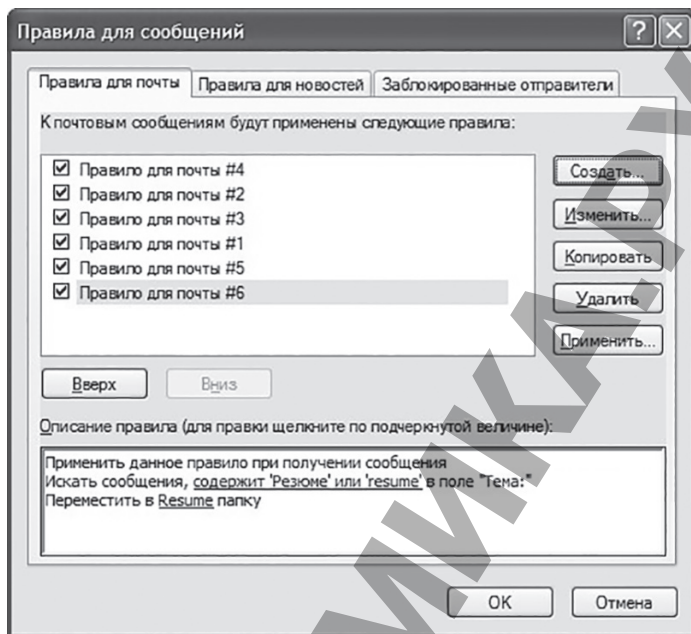 Правила для сообщений
Правила для почты Правила для новостей Заблокированные отправители
К почтовым сообщениям будут применены следующие правила:
Правило для почты #4
Правило для почты #2
Правило для почты #3
Правило для почты #1
Правило для почты #5
Правило для почты #6
Создать...
Изменить...
Копировать
Удалить
Применить...
Вверх Вниз
Описание правила (для правки щелкните по подчеркнутой величине):
Применить данное правило при получении сообщения
Искать сообщения, содержит 'Резюме' или 'resume' в поле "Тема:"
Переместить в Resume папку
OK Отмена
МИКА.РУ